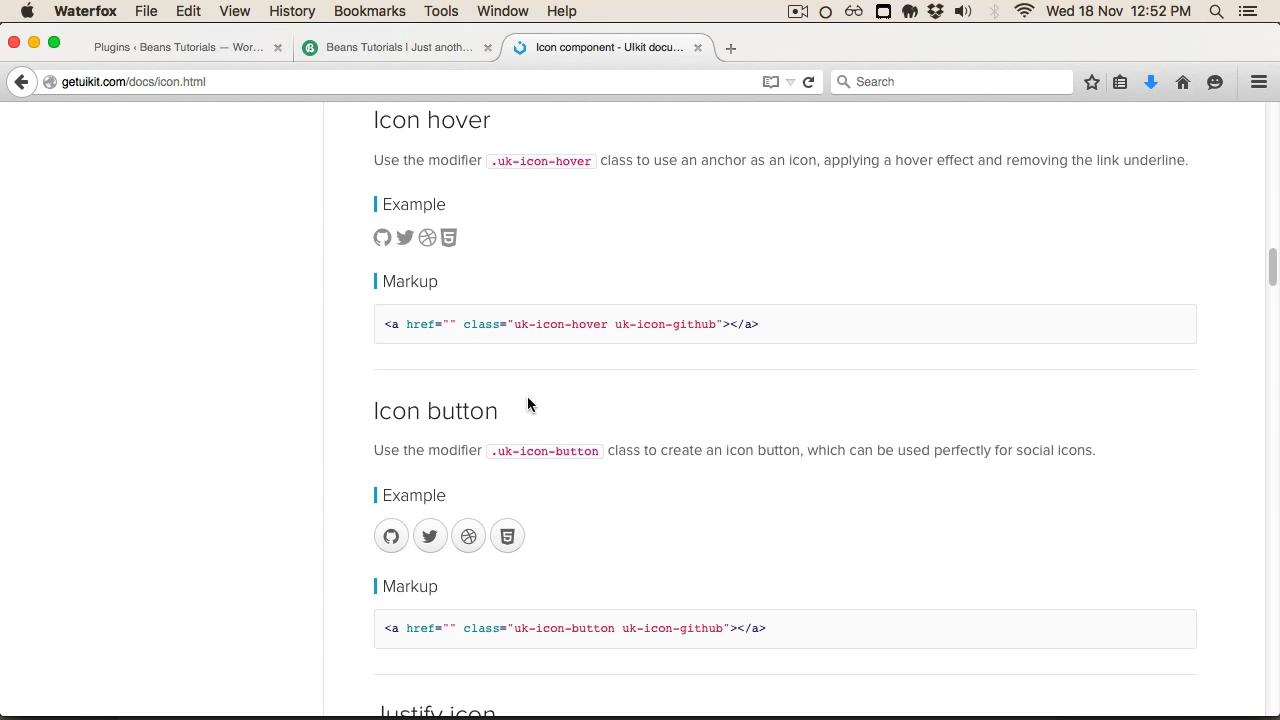 Waterfox File Edit View History Bookmarks Tools Window Help Wed 18 Nov 12:52 PM
Plugins ‹ Beans Tutorials — Wor... Beans Tutorials | Just anoth... Icon component - UIkit docu...
getuikit.com/docs/icon.html Search
Icon hover
Use the modifier .uk-icon-hover class to use an anchor as an icon, applying a hover effect and removing the link underline.
Example
Markup
<a href="" class="uk-icon-hover uk-icon-github"></a>
Icon button
Use the modifier .uk-icon-button class to create an icon button, which can be used perfectly for social icons.
Example
Markup
<a href="" class="uk-icon-button uk-icon-github"></a>
Justify icon